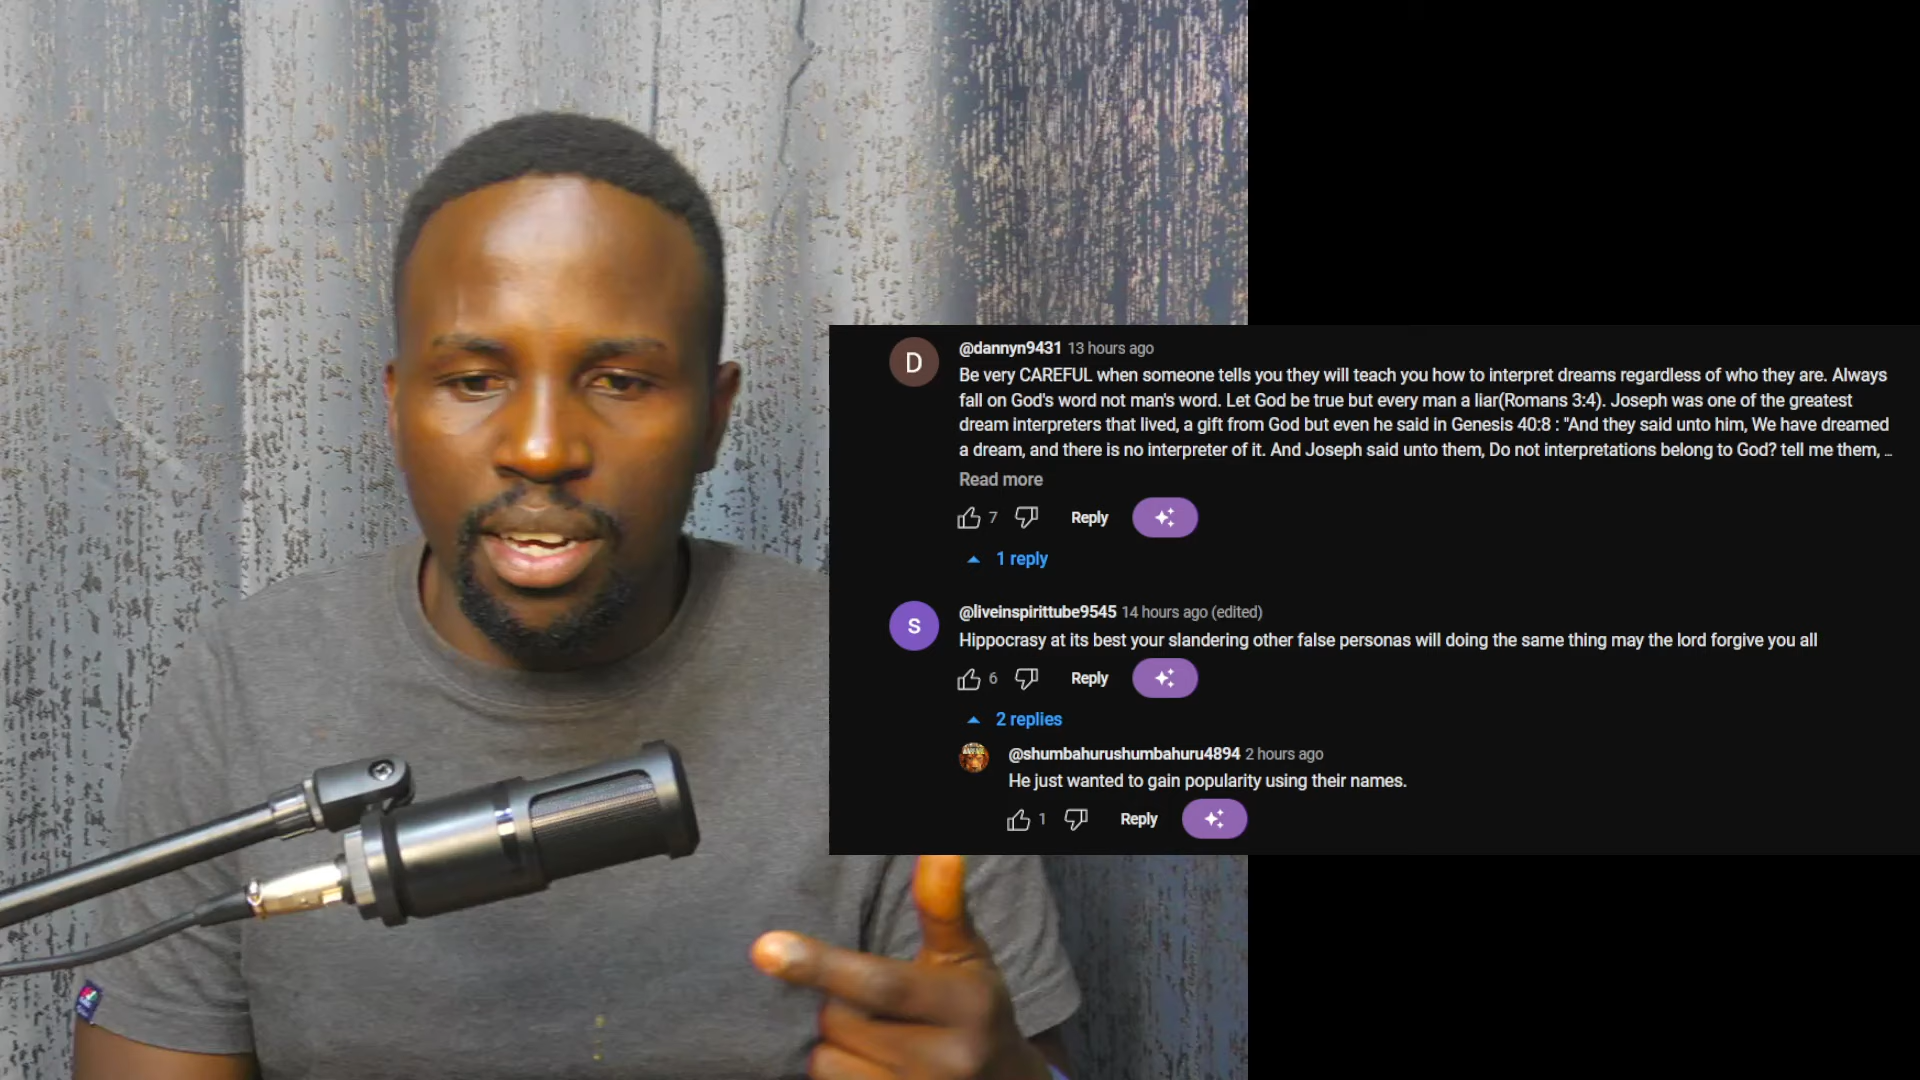 D
@dannyn9431 13 hours ago
Be very CAREFUL when someone tells you they will teach you how to interpret dreams regardless of who they are. Always
fall on God's word not man's word. Let God be true but every man a liar(Romans 3:4). Joseph was one of the greatest
dream interpreters that lived, a gift from God but even he said in Genesis 40:8 : "And they said unto him, We have dreamed
a dream, and there is no interpreter of it. And Joseph said unto them, Do not interpretations belong to God? tell me them, ...
Read more
7 Reply
1 reply
S
@liveinspirittube9545 14 hours ago (edited)
Hippocrasy at its best your slandering other false personas will doing the same thing may the lord forgive you all
6 Reply
2 replies
@shumbahurushumbahuru4894 2 hours ago
He just wanted to gain popularity using their names.
1 Reply